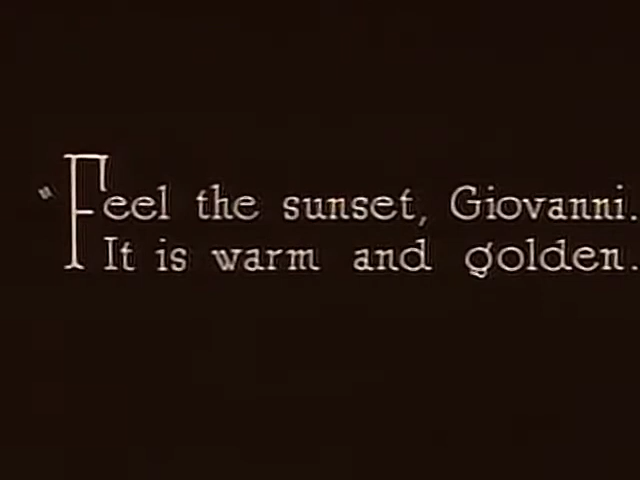 "Feel the sunset, Giovanni.
It is warm and golden.